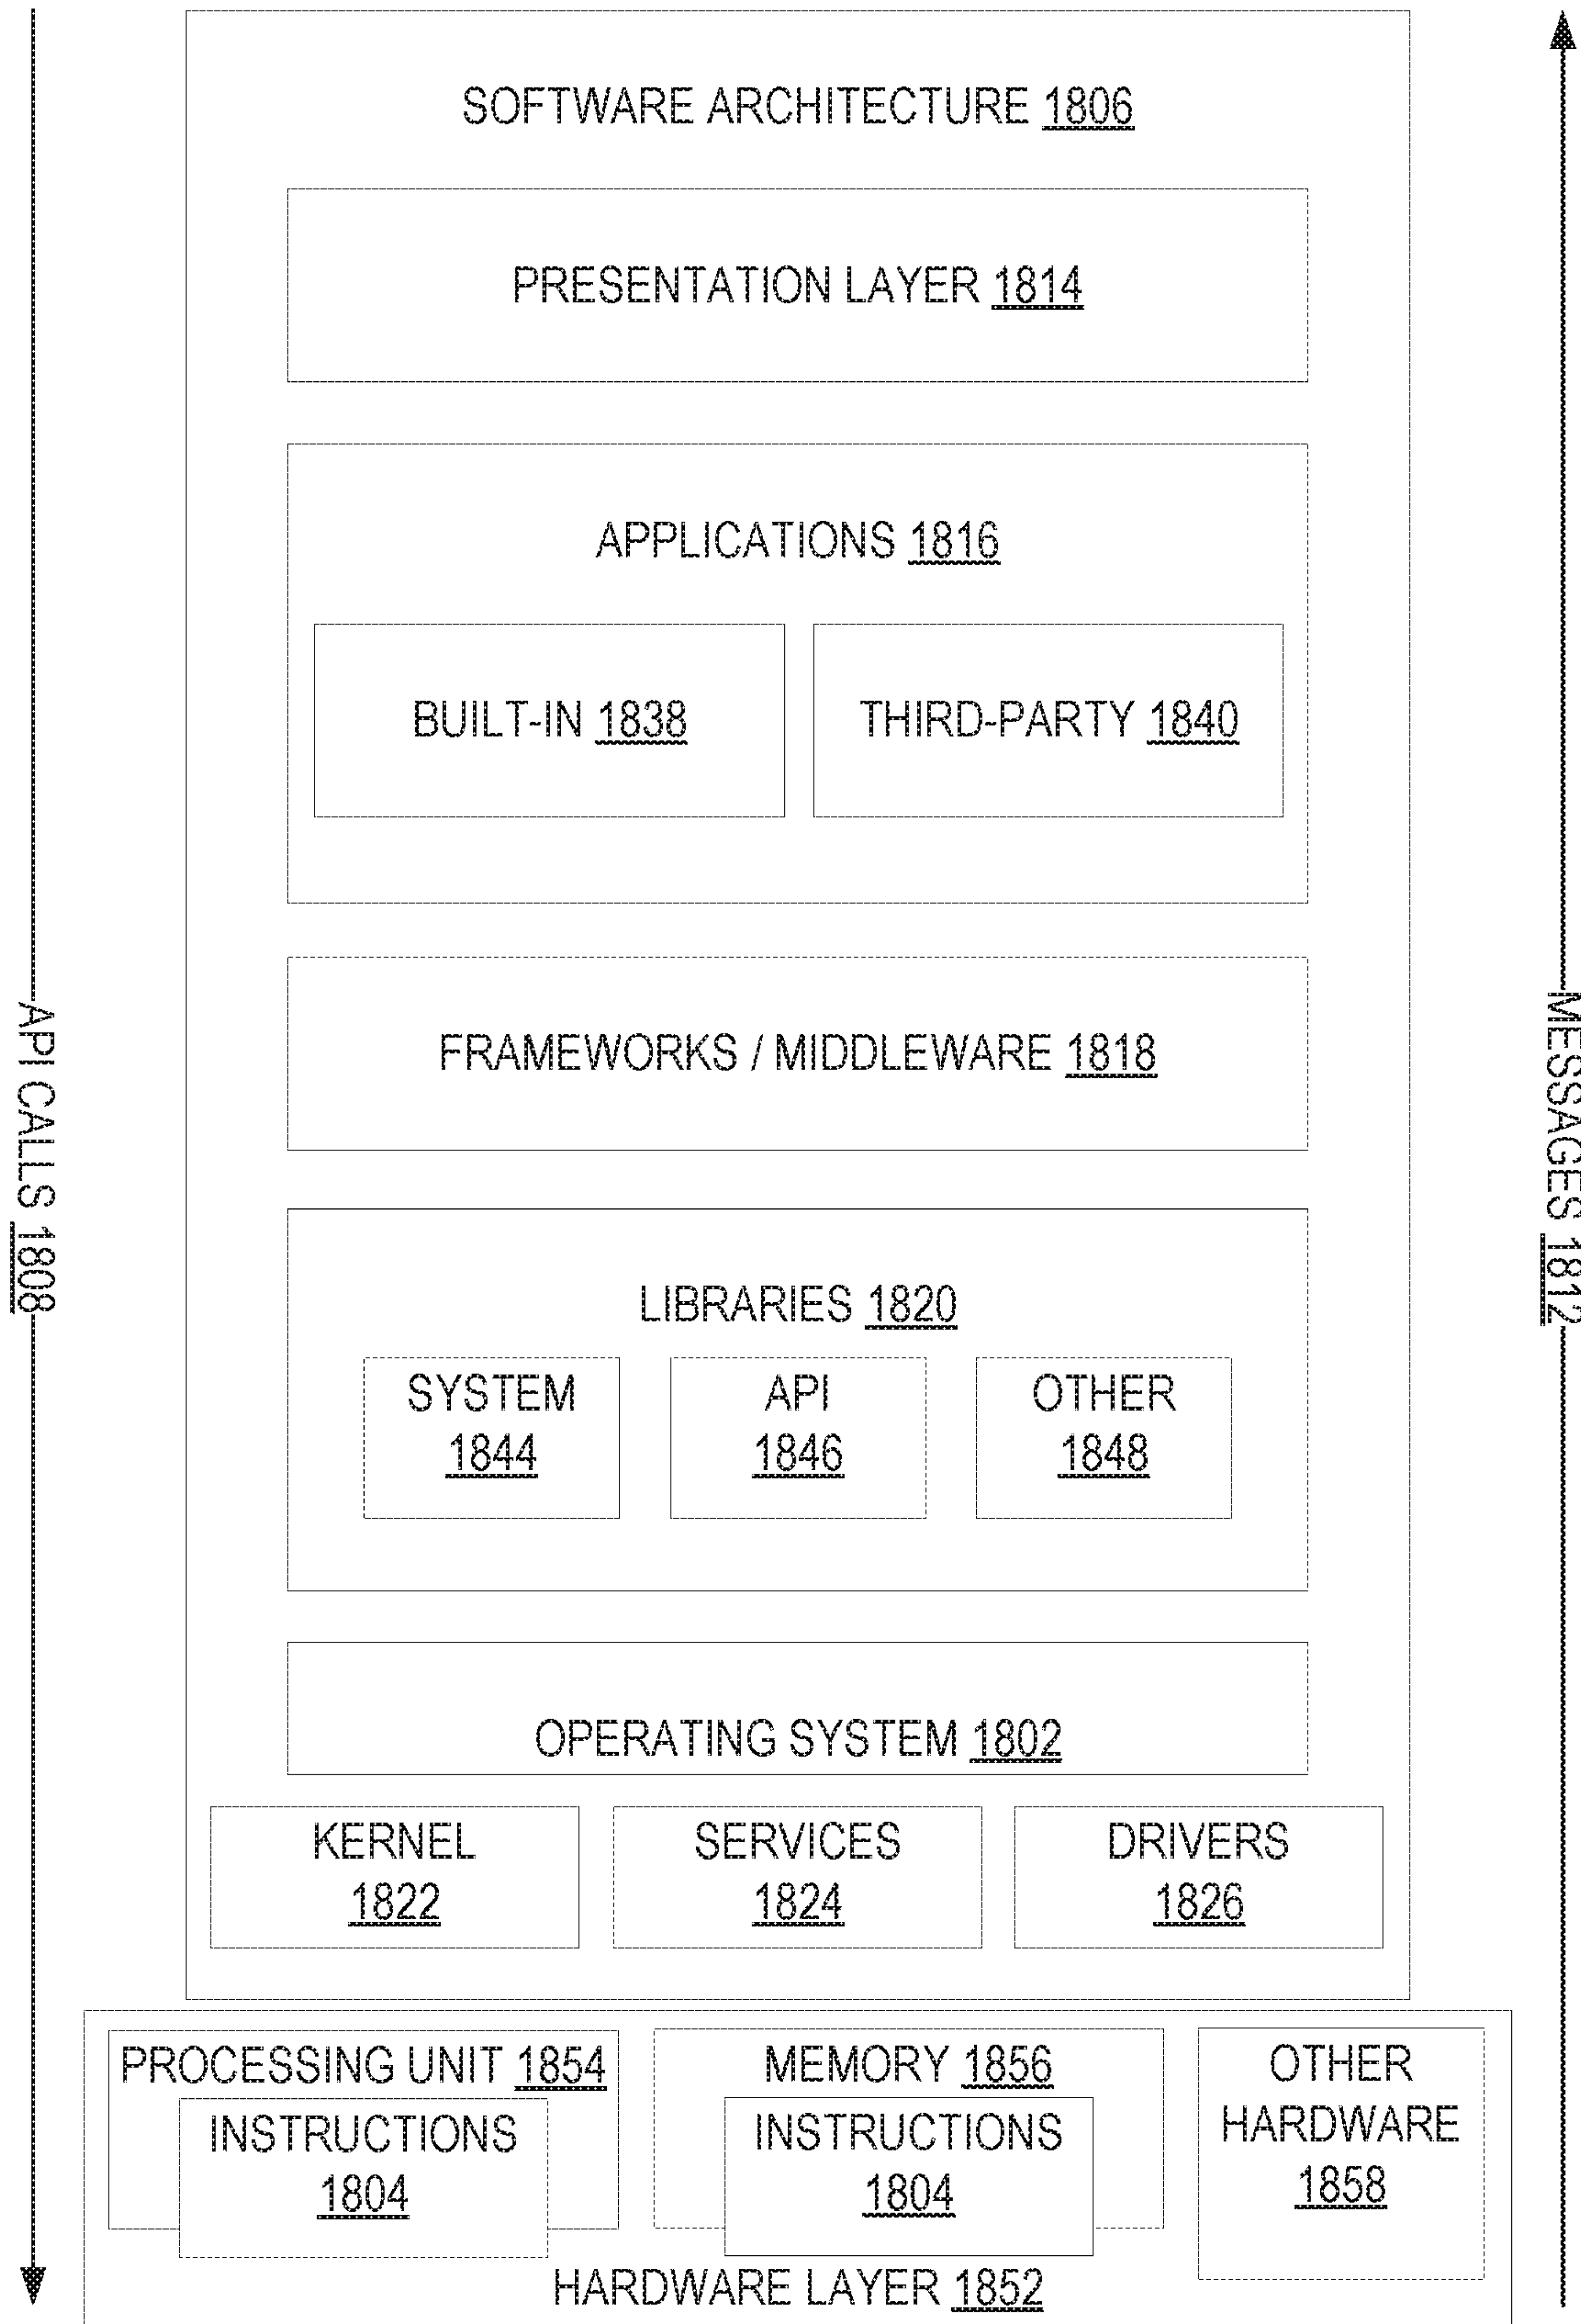 SOFTWARE ARCHITECTURE 1806
PRESENTATION LAYER 1814
APPLICATIONS 1816
BUILT-IN 1838
THIRD-PARTY 1840
FRAMEWORKS / MIDDLEWARE 1818
API CALLS 1808
MESSAGES 1812
LIBRARIES 1820
SYSTEM
1844
API
1846
OTHER
1848
OPERATING SYSTEM 1802
KERNEL
1822
SERVICES
1824
DRIVERS
1826
PROCESSING UNIT 1854
INSTRUCTIONS
1804
MEMORY 1856
INSTRUCTIONS
1804
OTHER
HARDWARE
1858
HARDWARE LAYER 1852